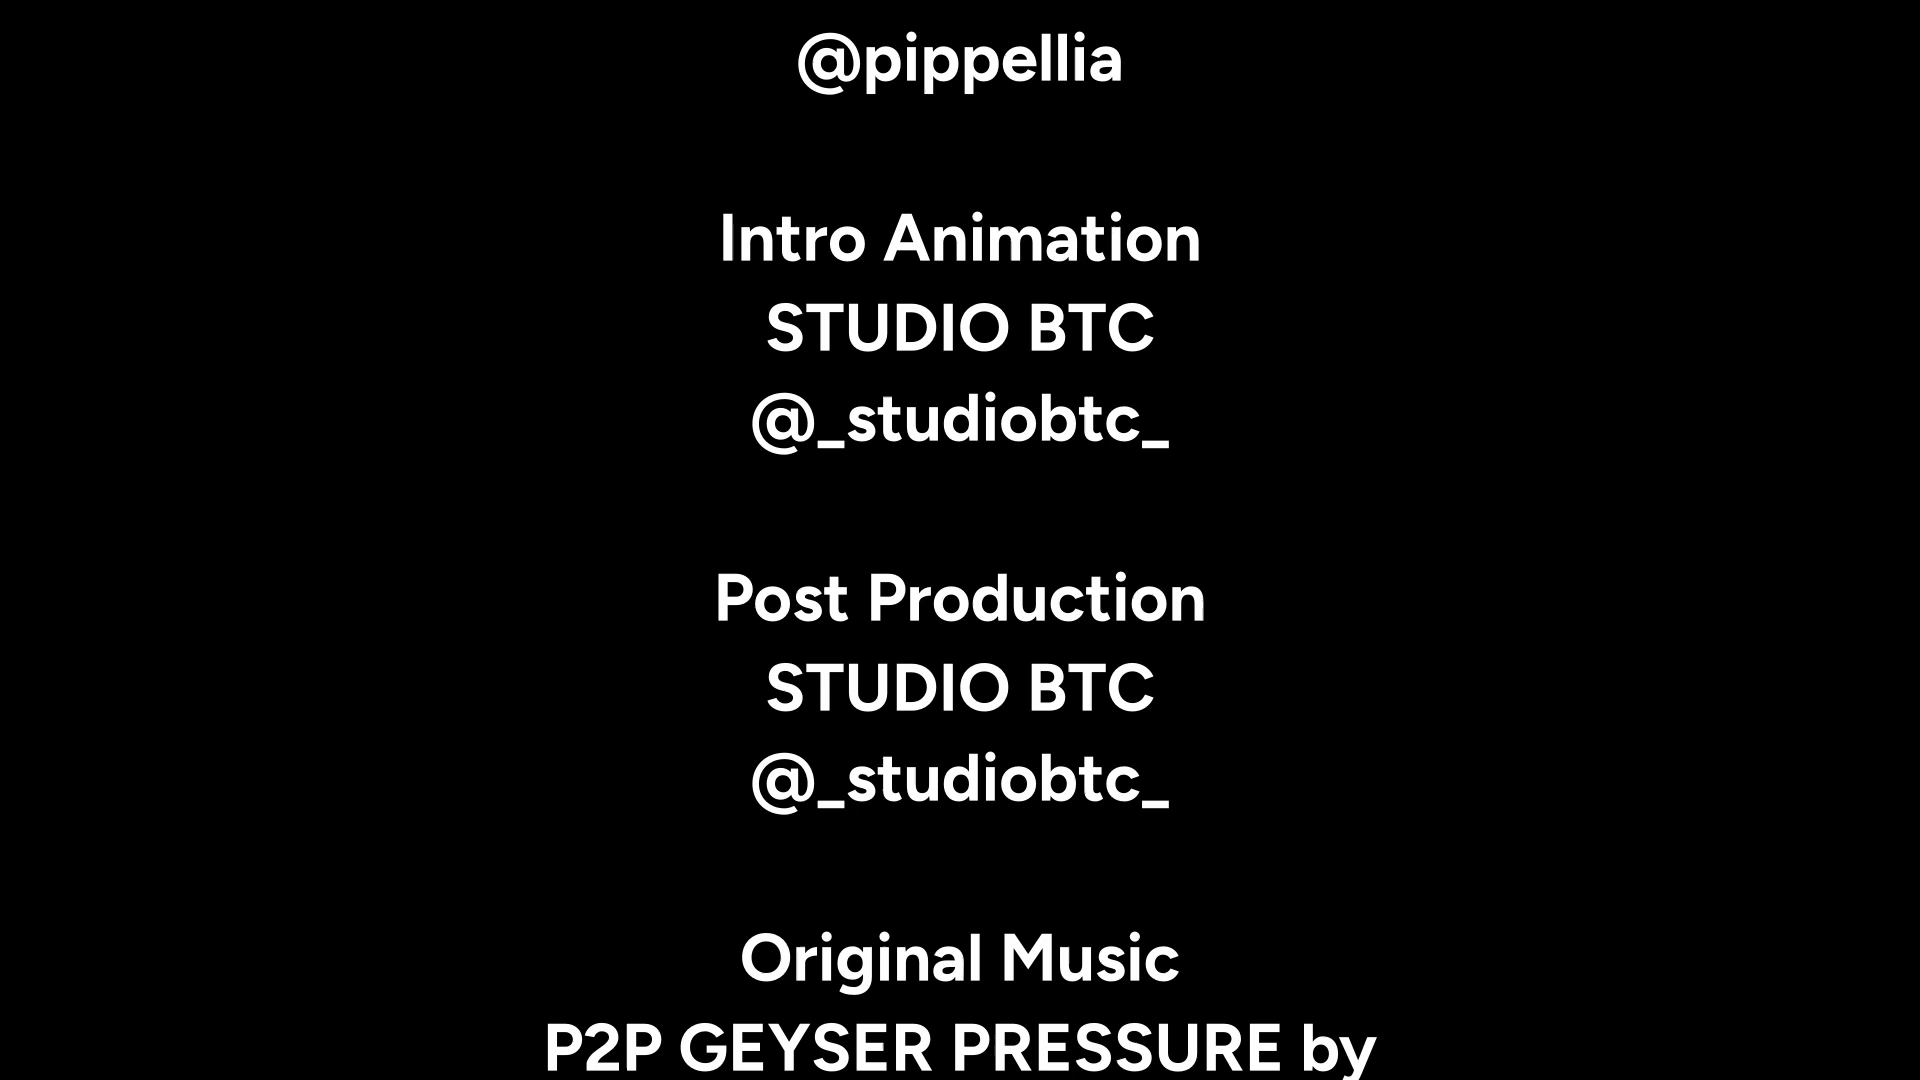 @pippellia
Intro Animation
STUDIO BTC
@_studiobtc_
Post Production
STUDIO BTC
@_studiobtc_
Original Music
P2P GEYSER PRESSURE by